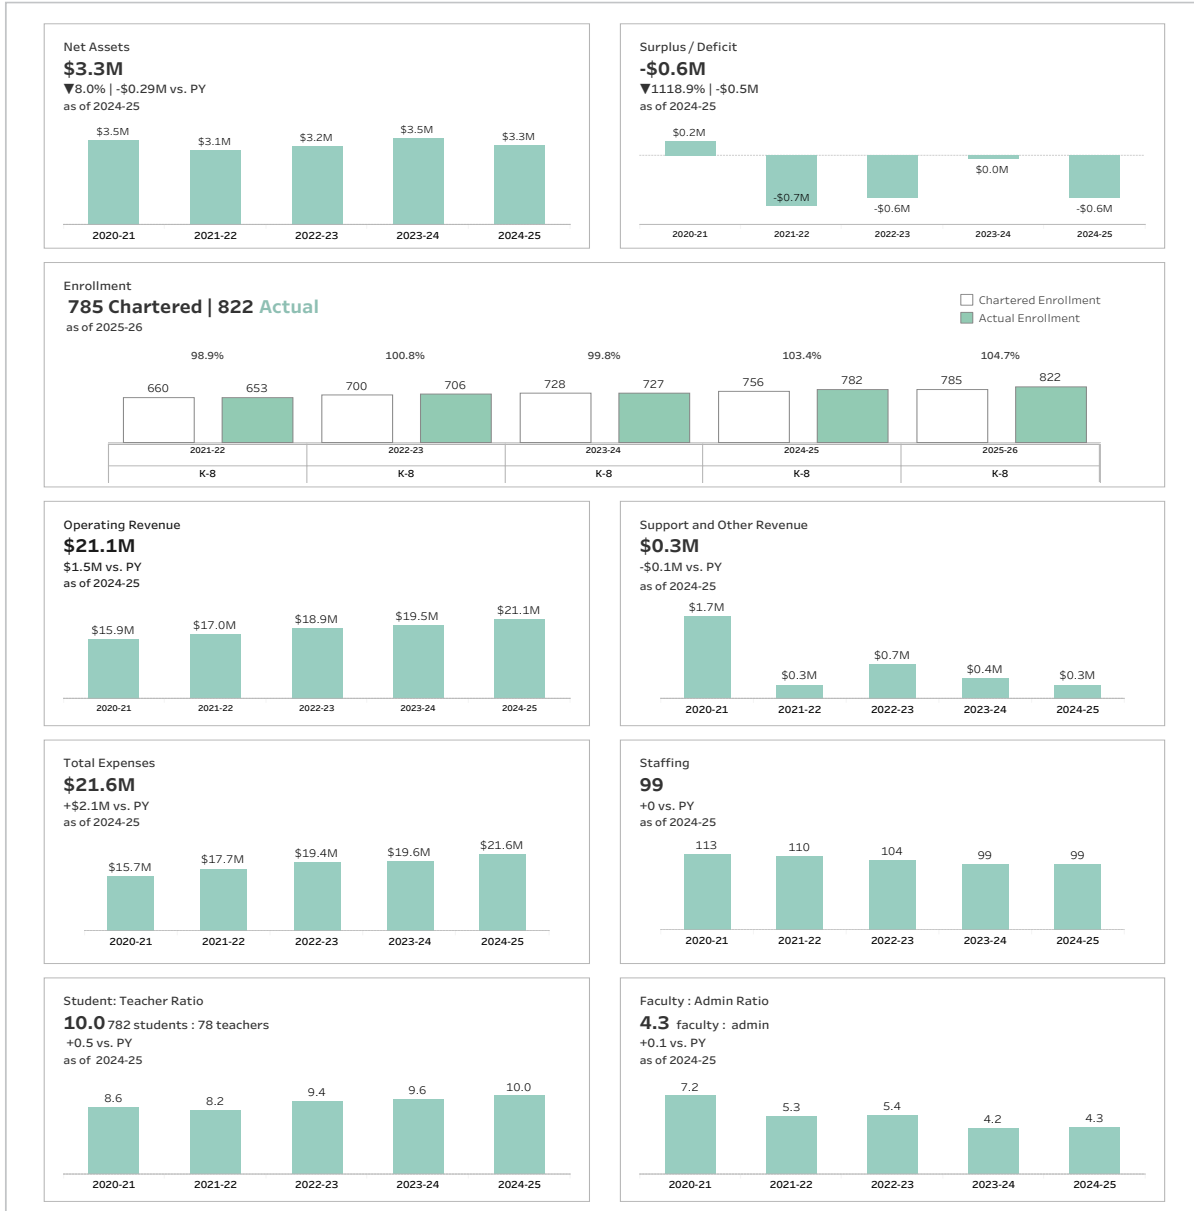 Net Assets
$3.3M
▼8.0% | -$0.29M vs. PY
as of 2024-25
$3.5M $3.1M $3.2M $3.5M $3.3M
2020-21 2021-22 2022-23 2023-24 2024-25
Surplus / Deficit
-$0.6M
▼1118.9% | -$0.5M
as of 2024-25
$0.2M -$0.7M -$0.6M $0.0M -$0.6M
2020-21 2021-22 2022-23 2023-24 2024-25
Enrollment
785 Chartered | 822 Actual
as of 2025-26
Chartered Enrollment
Actual Enrollment
98.9% 100.8% 99.8% 103.4% 104.7%
660 653 700 706 728 727 756 782 785 822
2021-22 2022-23 2023-24 2024-25 2025-26
K-8 K-8 K-8 K-8 K-8
Operating Revenue
$21.1M
$1.5M vs. PY
as of 2024-25
$15.9M $17.0M $18.9M $19.5M $21.1M
2020-21 2021-22 2022-23 2023-24 2024-25
Support and Other Revenue
$0.3M
-$0.1M vs. PY
as of 2024-25
$1.7M $0.3M $0.7M $0.4M $0.3M
2020-21 2021-22 2022-23 2023-24 2024-25
Total Expenses
$21.6M
+$2.1M vs. PY
as of 2024-25
$15.7M $17.7M $19.4M $19.6M $21.6M
2020-21 2021-22 2022-23 2023-24 2024-25
Staffing
99
+0 vs. PY
as of 2024-25
113 110 104 99 99
2020-21 2021-22 2022-23 2023-24 2024-25
Student: Teacher Ratio
10.0 782 students : 78 teachers
+0.5 vs. PY
as of 2024-25
8.6 8.2 9.4 9.6 10.0
2020-21 2021-22 2022-23 2023-24 2024-25
Faculty : Admin Ratio
4.3 faculty : admin
+0.1 vs. PY
as of 2024-25
7.2 5.3 5.4 4.2 4.3
2020-21 2021-22 2022-23 2023-24 2024-25